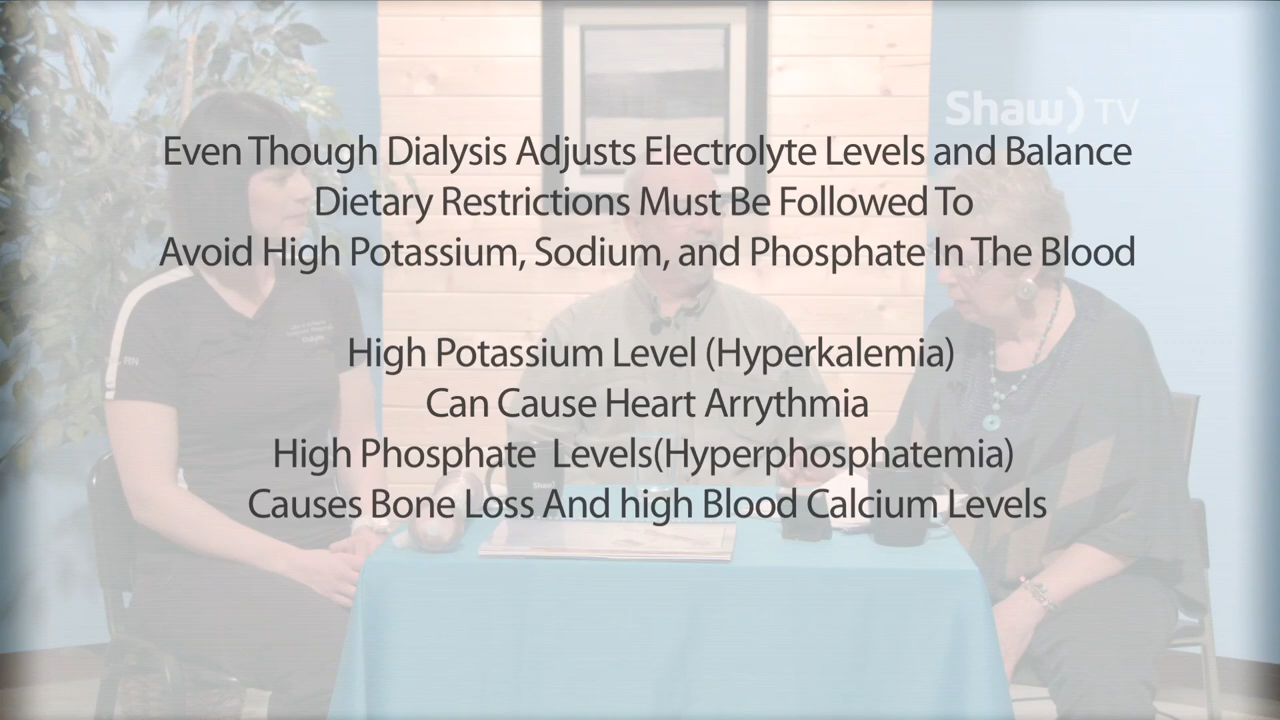 Shaw) TV
Even Though Dialysis Adjusts Electrolyte Levels and Balance
Dietary Restrictions Must Be Followed To
Avoid High Potassium, Sodium, and Phosphate In The Blood
High Potassium Level (Hyperkalemia)
Can Cause Heart Arrythmia
High Phosphate Levels(Hyperphosphatemia)
Causes Bone Loss And high Blood Calcium Levels
RN
Shaw)